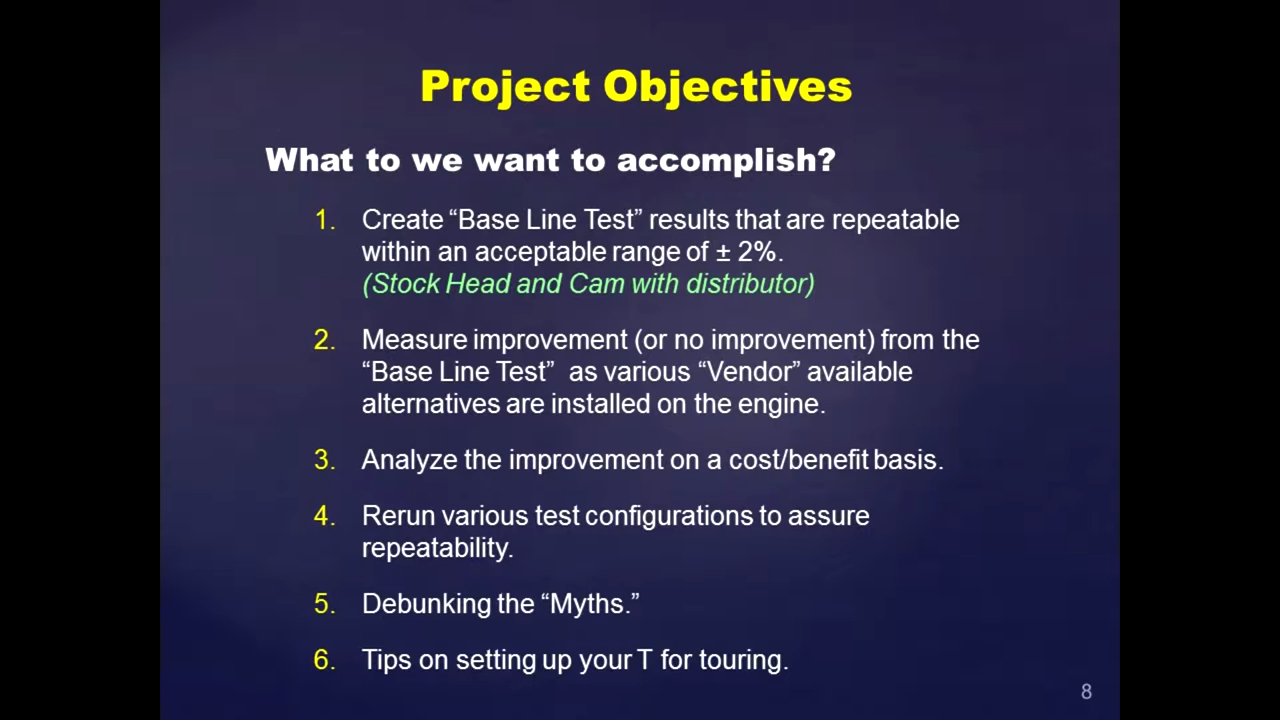 Project Objectives
What to we want to accomplish?
1. Create “Base Line Test” results that are repeatable
within an acceptable range of ± 2%.
(Stock Head and Cam with distributor)
2. Measure improvement (or no improvement) from the
“Base Line Test” as various “Vendor” available
alternatives are installed on the engine.
3. Analyze the improvement on a cost/benefit basis.
4. Rerun various test configurations to assure
repeatability.
5. Debunking the “Myths.”
6. Tips on setting up your T for touring.
8